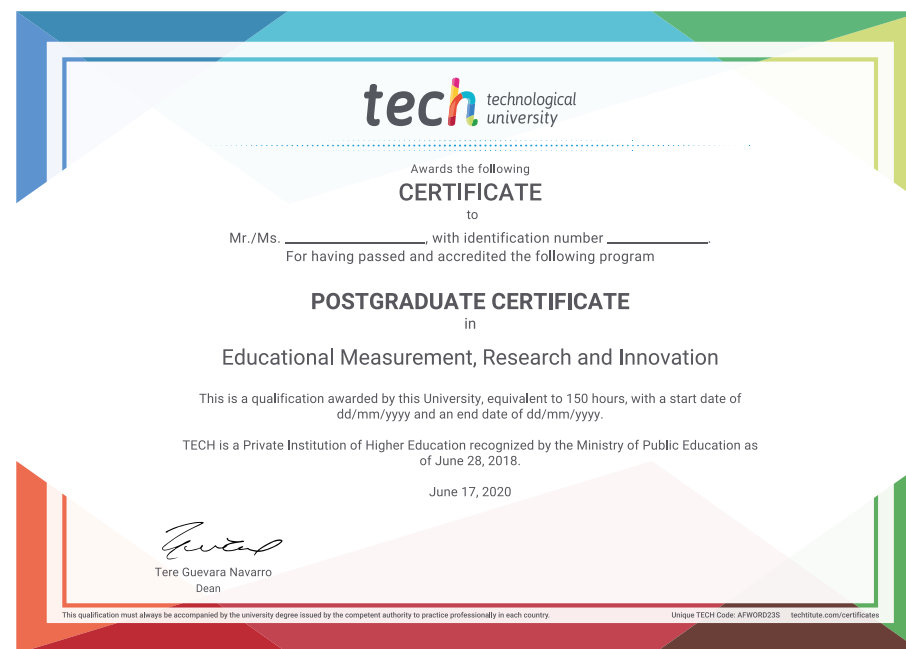 tech technological
university
Awards the following
CERTIFICATE
to
Mr./Ms. ____________________, with identification number ______________.
For having passed and accredited the following program
POSTGRADUATE CERTIFICATE
in
Educational Measurement, Research and Innovation
This is a qualification awarded by this University, equivalent to 150 hours, with a start date of
dd/mm/yyyy and an end date of dd/mm/yyyy.
TECH is a Private Institution of Higher Education recognized by the Ministry of Public Education as
of June 28, 2018.
June 17, 2020
Tere Guevara Navarro
Dean
This qualification must always be accompanied by the university degree issued by the competent authority to practice professionally in each country.
Unique TECH Code: AFWORD23S techtitute.com/certificates